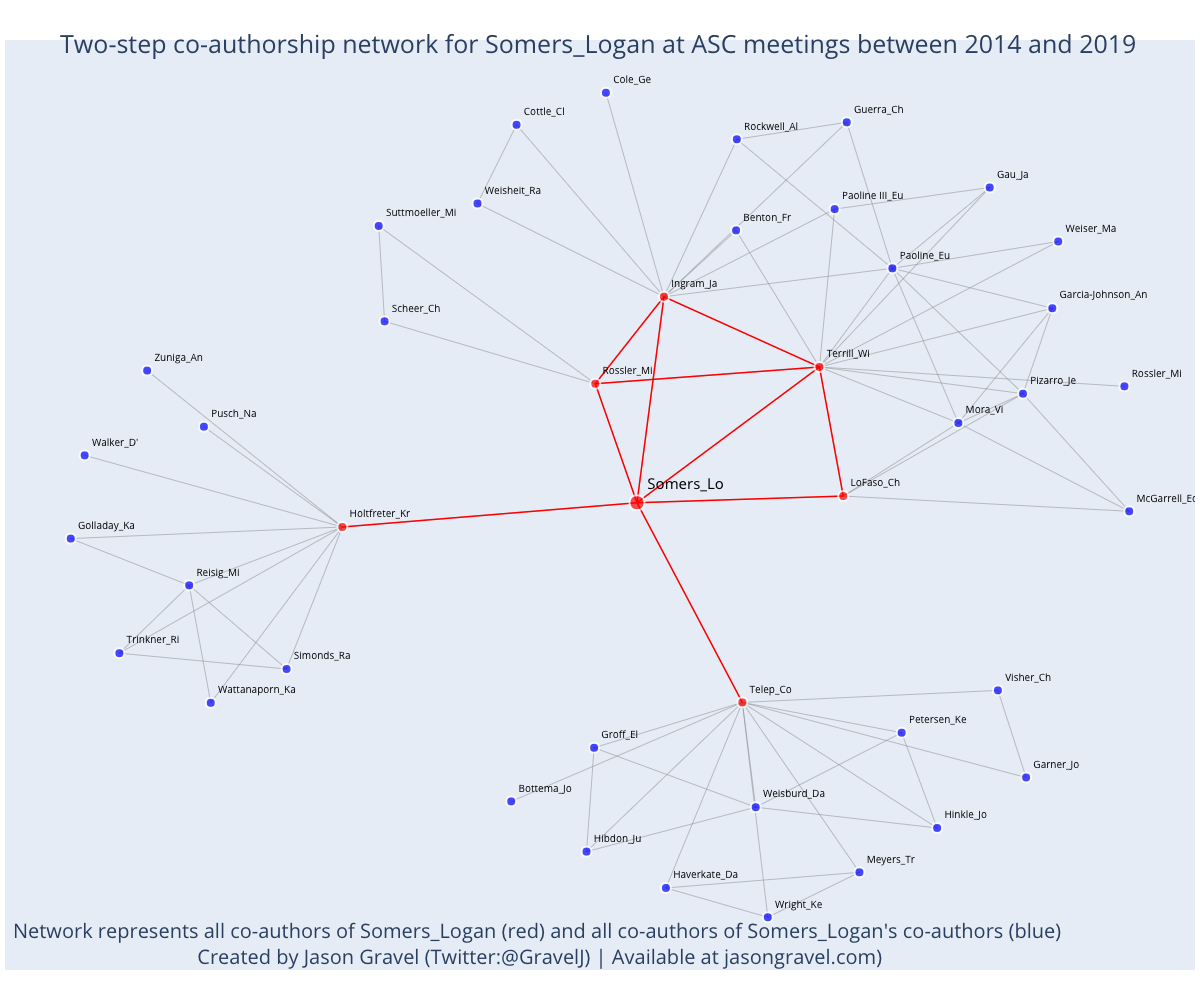 Two-step co-authorship network for Somers_Logan at ASC meetings between 2014 and 2019
Cole_Ge
Cottle_Cl
Guerra_Ch
Rockwell_Al
Gau_Ja
Weisheit_Ra
Paoline III_Eu
Suttmoeller_Mi
Benton_Fr
Weiser_Ma
Paoline_Eu
Ingram_Ja
Garcia-Johnson_An
Scheer_Ch
Zuniga_An
Terrill_Wi
Rossler_Mi
Rossler_Mi
Pizarro_Je
Pusch_Na
Mora_Vi
Walker_D'
Somers_Lo
LoFaso_Ch
McGarrell_Ed
Holtfreter_Kr
Golladay_Ka
Reisig_Mi
Trinkner_Ri
Simonds_Ra
Wattanaporn_Ka
Visher_Ch
Telep_Co
Petersen_Ke
Groff_El
Garner_Jo
Bottema_Jo
Weisburd_Da
Hinkle_Jo
Hibdon_Ju
Meyers_Tr
Haverkate_Da
Wright_Ke
Network represents all co-authors of Somers_Logan (red) and all co-authors of Somers_Logan's co-authors (blue)
Created by Jason Gravel (Twitter:@GravelJ) | Available at jasongravel.com)